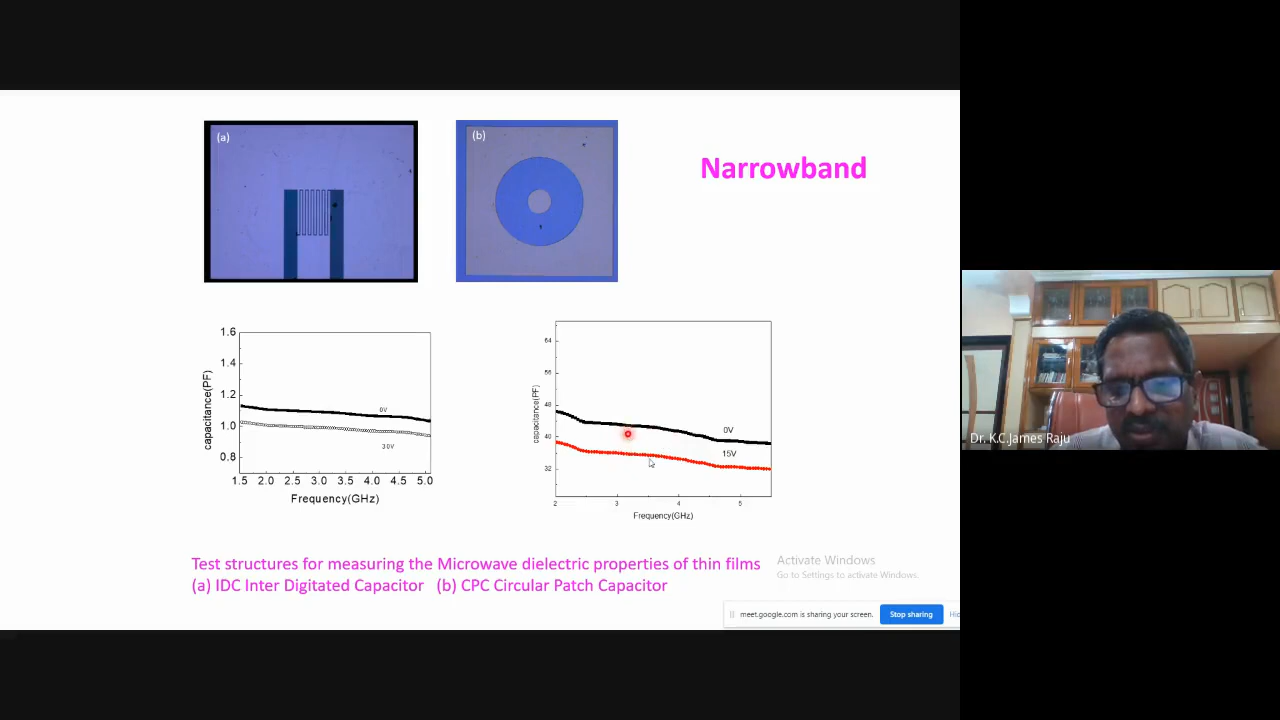 (a)
(b)
Narrowband
1.6
1.4
1.2
1.0
0.8
capacitance(PF)
0V
30V
1.5 2.0 2.5 3.0 3.5 4.0 4.5 5.0
Frequency(GHz)
64
56
48
40
32
capacitance(PF)
0V
15V
2 3 4 5
Frequency(GHz)
Dr. K.C.James Raju
Test structures for measuring the Microwave dielectric properties of thin films
(a) IDC Inter Digitated Capacitor (b) CPC Circular Patch Capacitor
Activate Windows
Go to Settings to activate Windows.
meet.google.com is sharing your screen. Stop sharing